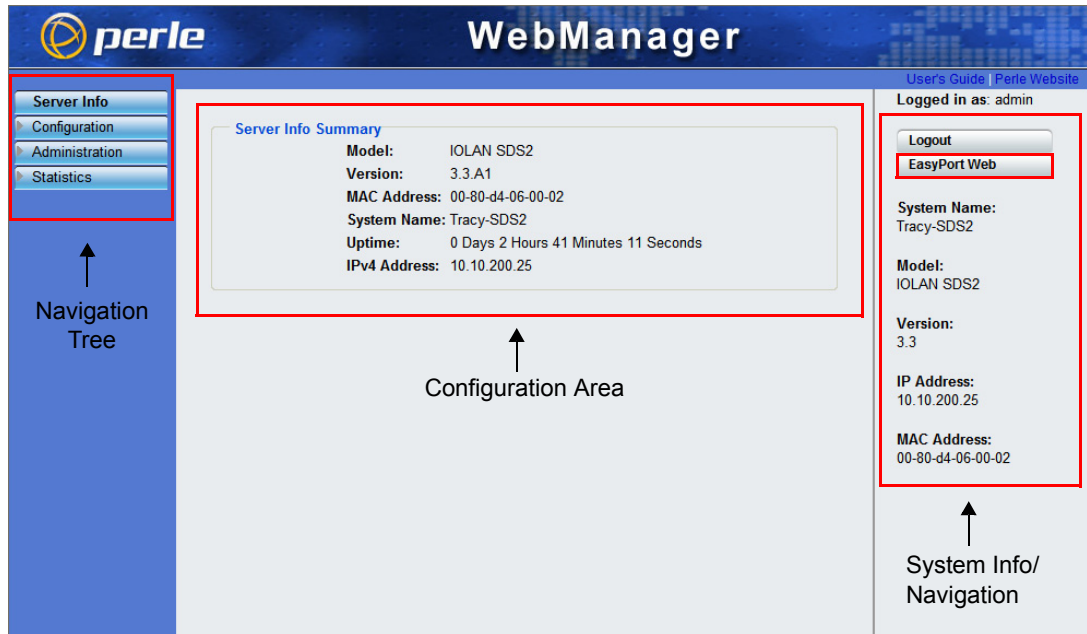 perle
WebManager
User's Guide | Perle Website
Server Info
Configuration
Administration
Statistics
Navigation
Tree
Server Info Summary
Model: IOLAN SDS2
Version: 3.3.A1
MAC Address: 00-80-d4-06-00-02
System Name: Tracy-SDS2
Uptime: 0 Days 2 Hours 41 Minutes 11 Seconds
IPv4 Address: 10.10.200.25
Configuration Area
Logged in as: admin
Logout
EasyPort Web
System Name:
Tracy-SDS2
Model:
IOLAN SDS2
Version:
3.3
IP Address:
10.10.200.25
MAC Address:
00-80-d4-06-00-02
System Info/
Navigation